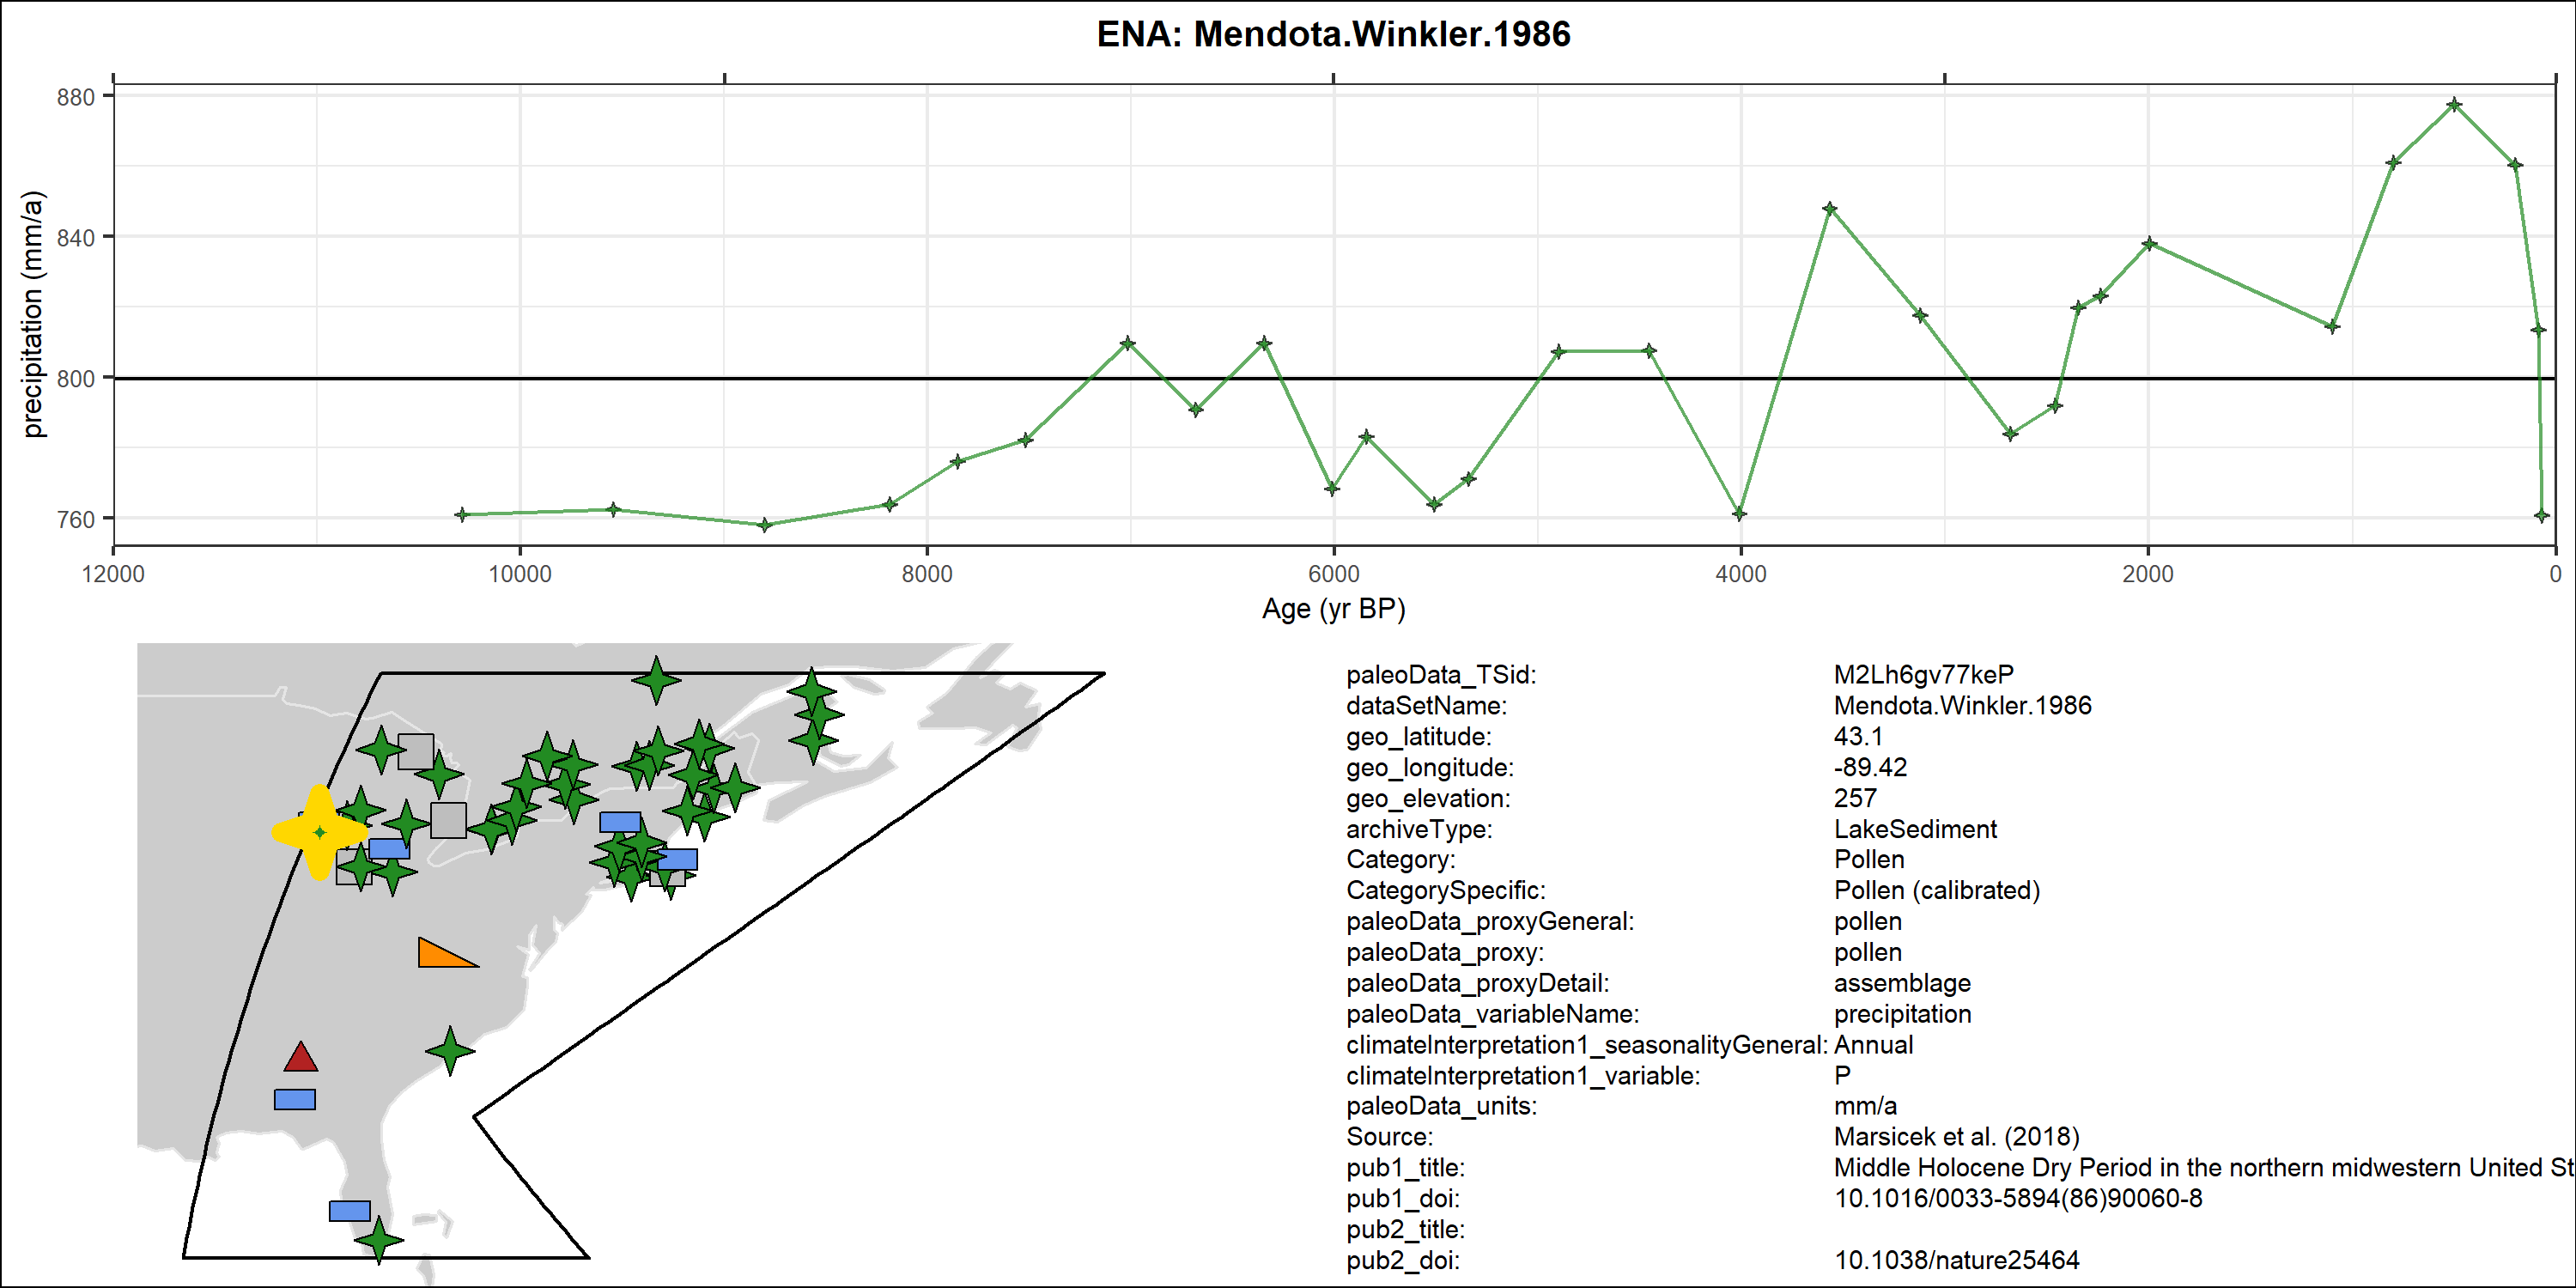 ENA: Mendota.Winkler.1986
880
840
800
760
precipitation (mm/a)
12000 10000 8000 6000 4000 2000 0
Age (yr BP)
paleoData_TSid: M2Lh6gv77keP
dataSetName: Mendota.Winkler.1986
geo_latitude: 43.1
geo_longitude: -89.42
geo_elevation: 257
archiveType: LakeSediment
Category: Pollen
CategorySpecific: Pollen (calibrated)
paleoData_proxyGeneral: pollen
paleoData_proxy: pollen
paleoData_proxyDetail: assemblage
paleoData_variableName: precipitation
climateInterpretation1_seasonalityGeneral: Annual
climateInterpretation1_variable: P
paleoData_units: mm/a
Source: Marsicek et al. (2018)
pub1_title: Middle Holocene Dry Period in the northern midwestern United St
pub1_doi: 10.1016/0033-5894(86)90060-8
pub2_title:
pub2_doi: 10.1038/nature25464